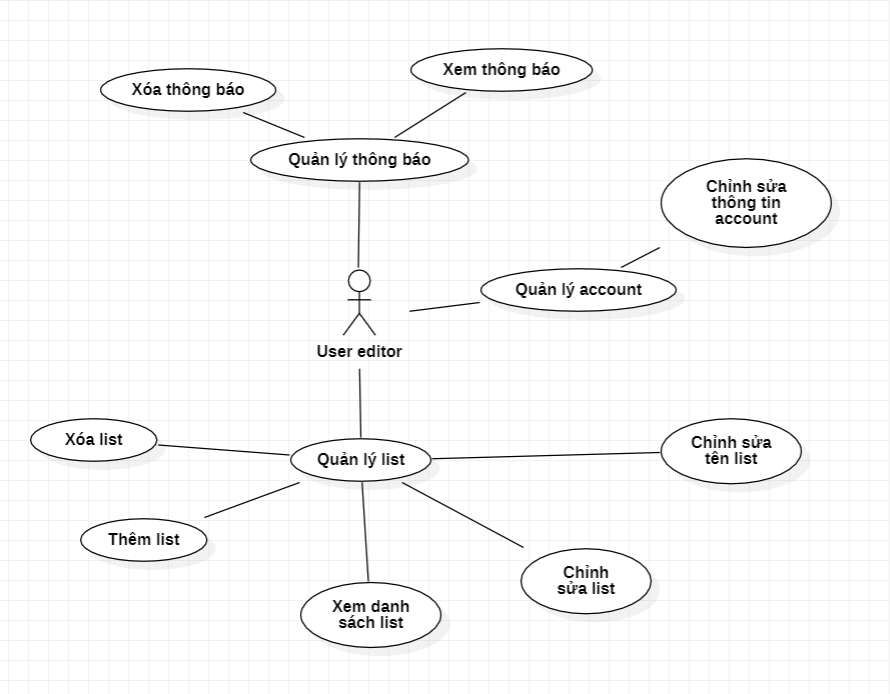 Xem thông báo
Xóa thông báo
Quản lý thông báo
Chỉnh sửa
thông tin
account
Quản lý account
User editor
Xóa list
Quản lý list
Chỉnh sửa
tên list
Thêm list
Chỉnh
sửa list
Xem danh
sách list